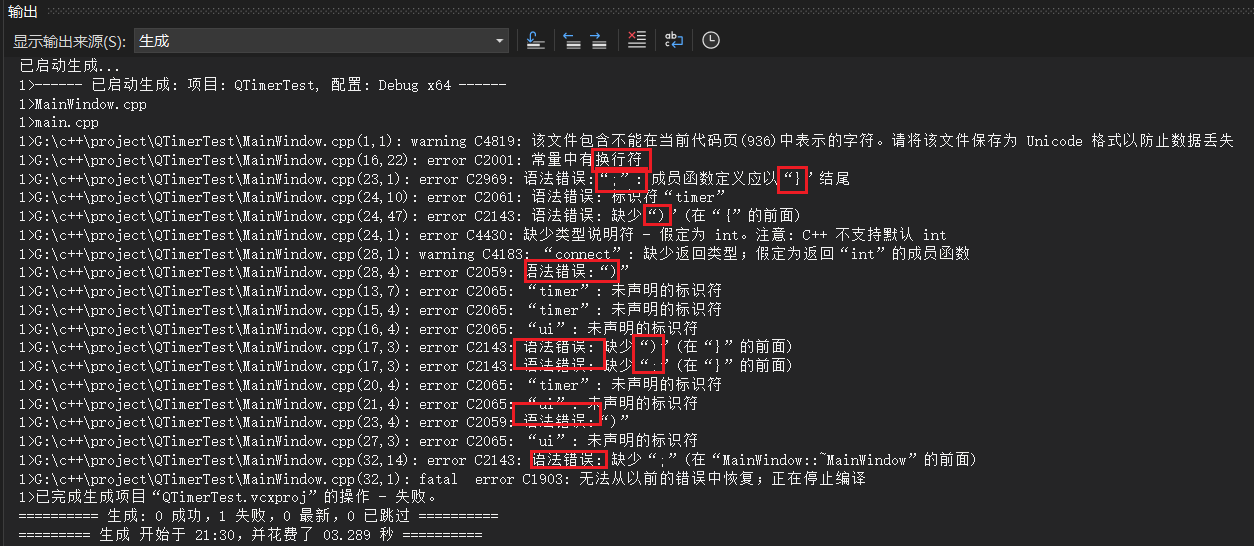 输出
显示输出来源(S): 生成
已启动生成...
1>------ 已启动生成: 项目: QTimerTest, 配置: Debug x64 ------
1>MainWindow.cpp
1>main.cpp
1>G:\c++\project\QTimerTest\MainWindow.cpp(1,1): warning C4819: 该文件包含不能在当前代码页(936)中表示的字符。请将该文件保存为 Unicode 格式以防止数据丢失
1>G:\c++\project\QTimerTest\MainWindow.cpp(16,22): error C2001: 常量中有换行符
1>G:\c++\project\QTimerTest\MainWindow.cpp(23,1): error C2969: 语法错误:“;”: 成员函数定义应以“}”结尾
1>G:\c++\project\QTimerTest\MainWindow.cpp(24,10): error C2061: 语法错误: 标识符“timer”
1>G:\c++\project\QTimerTest\MainWindow.cpp(24,47): error C2143: 语法错误: 缺少“)”(在“{”的前面)
1>G:\c++\project\QTimerTest\MainWindow.cpp(24,1): error C4430: 缺少类型说明符 - 假定为 int。注意: C++ 不支持默认 int
1>G:\c++\project\QTimerTest\MainWindow.cpp(28,1): warning C4183: “connect”: 缺少返回类型；假定为返回“int”的成员函数
1>G:\c++\project\QTimerTest\MainWindow.cpp(28,4): error C2059: 语法错误:“)”
1>G:\c++\project\QTimerTest\MainWindow.cpp(13,7): error C2065: “timer”: 未声明的标识符
1>G:\c++\project\QTimerTest\MainWindow.cpp(15,4): error C2065: “timer”: 未声明的标识符
1>G:\c++\project\QTimerTest\MainWindow.cpp(16,4): error C2065: “ui”: 未声明的标识符
1>G:\c++\project\QTimerTest\MainWindow.cpp(17,3): error C2143: 语法错误: 缺少“)”(在“}”的前面)
1>G:\c++\project\QTimerTest\MainWindow.cpp(17,3): error C2143: 语法错误: 缺少“;”(在“}”的前面)
1>G:\c++\project\QTimerTest\MainWindow.cpp(20,4): error C2065: “timer”: 未声明的标识符
1>G:\c++\project\QTimerTest\MainWindow.cpp(21,4): error C2065: “ui”: 未声明的标识符
1>G:\c++\project\QTimerTest\MainWindow.cpp(23,4): error C2059: 语法错误:“)”
1>G:\c++\project\QTimerTest\MainWindow.cpp(27,3): error C2065: “ui”: 未声明的标识符
1>G:\c++\project\QTimerTest\MainWindow.cpp(32,14): error C2143: 语法错误: 缺少“;”(在“MainWindow::~MainWindow”的前面)
1>G:\c++\project\QTimerTest\MainWindow.cpp(32,1): fatal  error C1903: 无法从以前的错误中恢复；正在停止编译
1>已完成生成项目“QTimerTest.vcxproj”的操作 - 失败。
========== 生成: 0 成功，1 失败，0 最新，0 已跳过 ==========
========= 生成 开始于 21:30，并花费了 03.289 秒 ==========